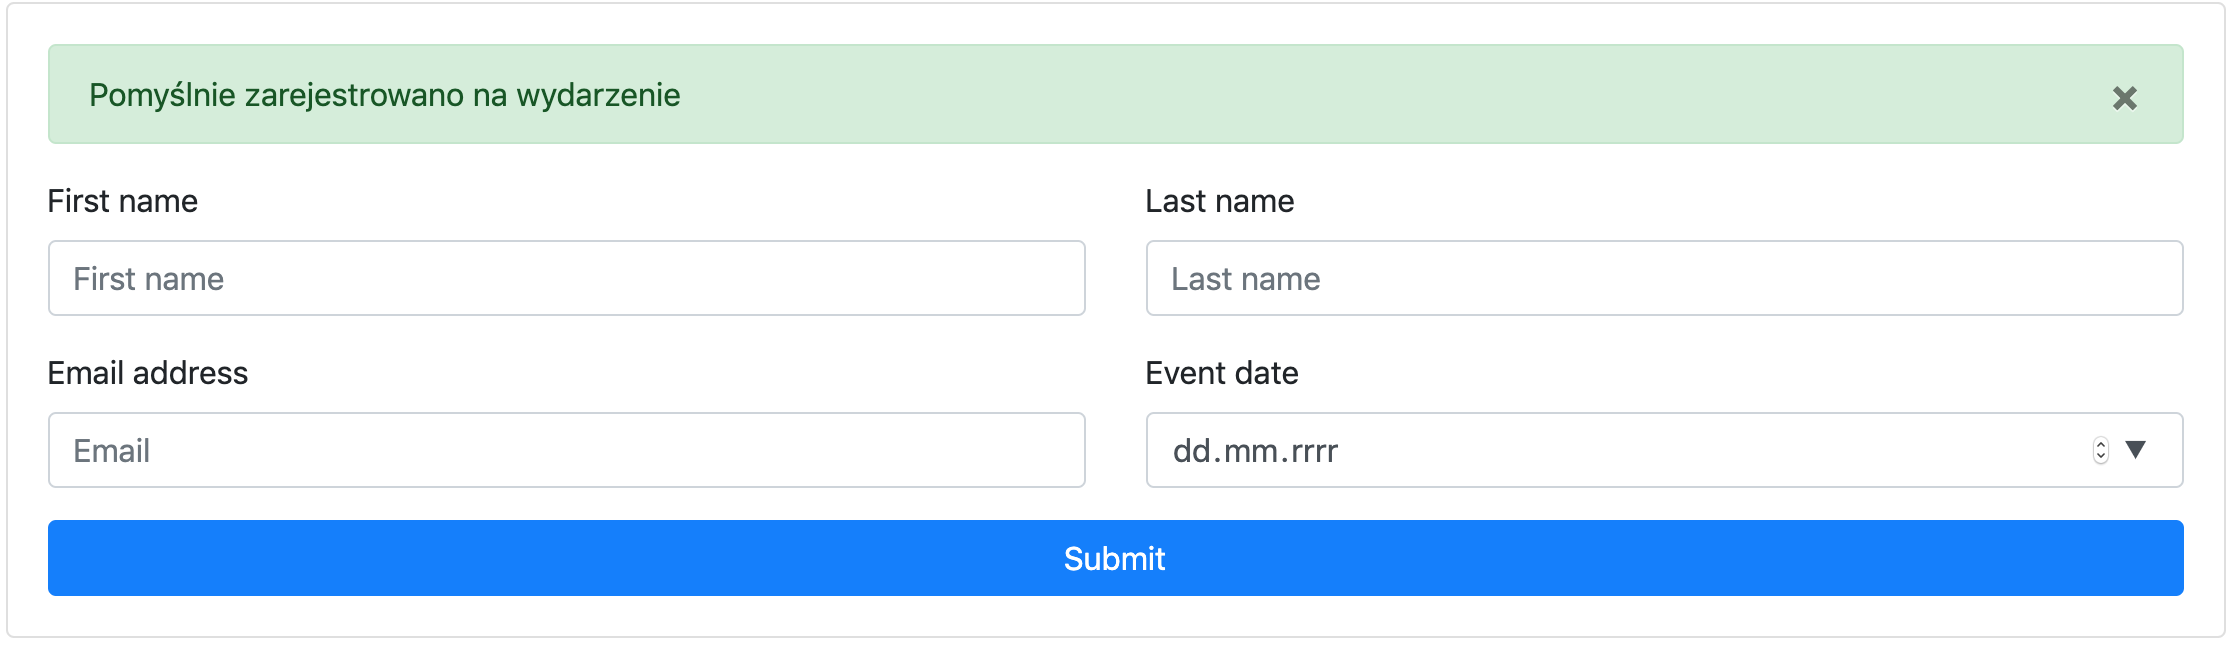 Pomyślnie zarejestrowano na wydarzenie
First name
Last name
First name
Last name
Email address
Event date
Email
dd.mm.rrrr
Submit